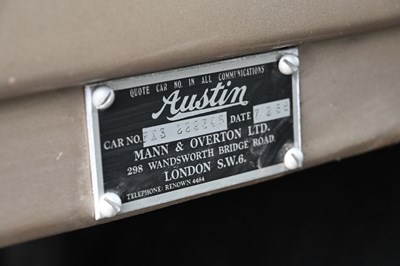 QUOTE CAR NO. IN ALL COMMUNICATIONS
Austin
CAR NO. DATE
MANN & OVERTON LTD.
298 WANDSWORTH BRIDGE ROAD.
LONDON S.W.6.
TELEPHONE: RENOWN 4484